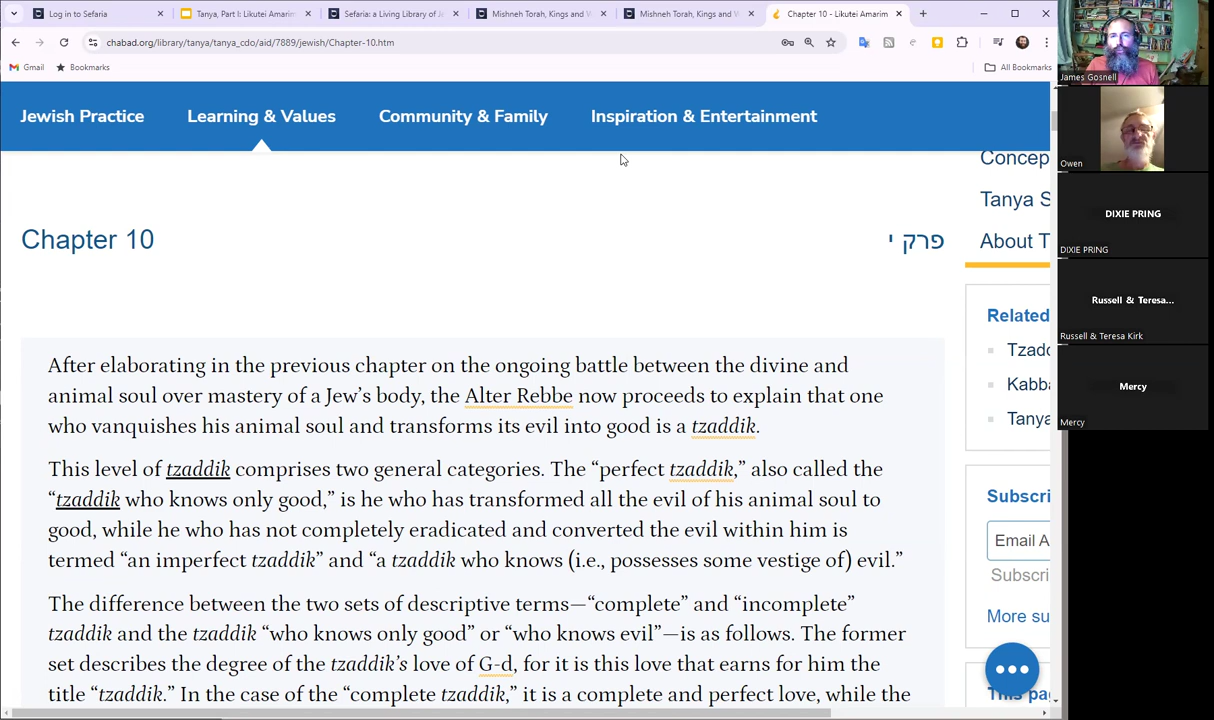 Log in to Sefaria
Tanya, Part I; Likutei Amarim
Sefaria: a Living Library of Je
Mishneh Torah, Kings and W
Mishneh Torah, Kings and W
Chapter 10 - Likutei Amarim
chabad.org/library/tanya/tanya_cdo/aid/7889/jewish/Chapter-10.htm
Gmail
Bookmarks
All Bookmarks
Jewish Practice
Learning & Values
Community & Family
Inspiration & Entertainment
Concep
Tanya S
About T
Chapter 10
פרק י
After elaborating in the previous chapter on the ongoing battle between the divine and
animal soul over mastery of a Jew’s body, the Alter Rebbe now proceeds to explain that one
who vanquishes his animal soul and transforms its evil into good is a tzaddik.
This level of tzaddik comprises two general categories. The “perfect tzaddik,” also called the
“tzaddik who knows only good,” is he who has transformed all the evil of his animal soul to
good, while he who has not completely eradicated and converted the evil within him is
termed “an imperfect tzaddik” and “a tzaddik who knows (i.e., possesses some vestige of) evil.”
The difference between the two sets of descriptive terms—“complete” and “incomplete”
tzaddik and the tzaddik “who knows only good” or “who knows evil”—is as follows. The former
set describes the degree of the tzaddik’s love of G-d, for it is this love that earns for him the
title “tzaddik.” In the case of the “complete tzaddik,” it is a complete and perfect love, while the
Related
Tzado
Kabba
Tanya
Subscri
Email A
Subscri
More su
This pag
James Gosnell
Owen
DIXIE PRING
DIXIE PRING
Russell & Teresa...
Russell & Teresa Kirk
Mercy
Mercy